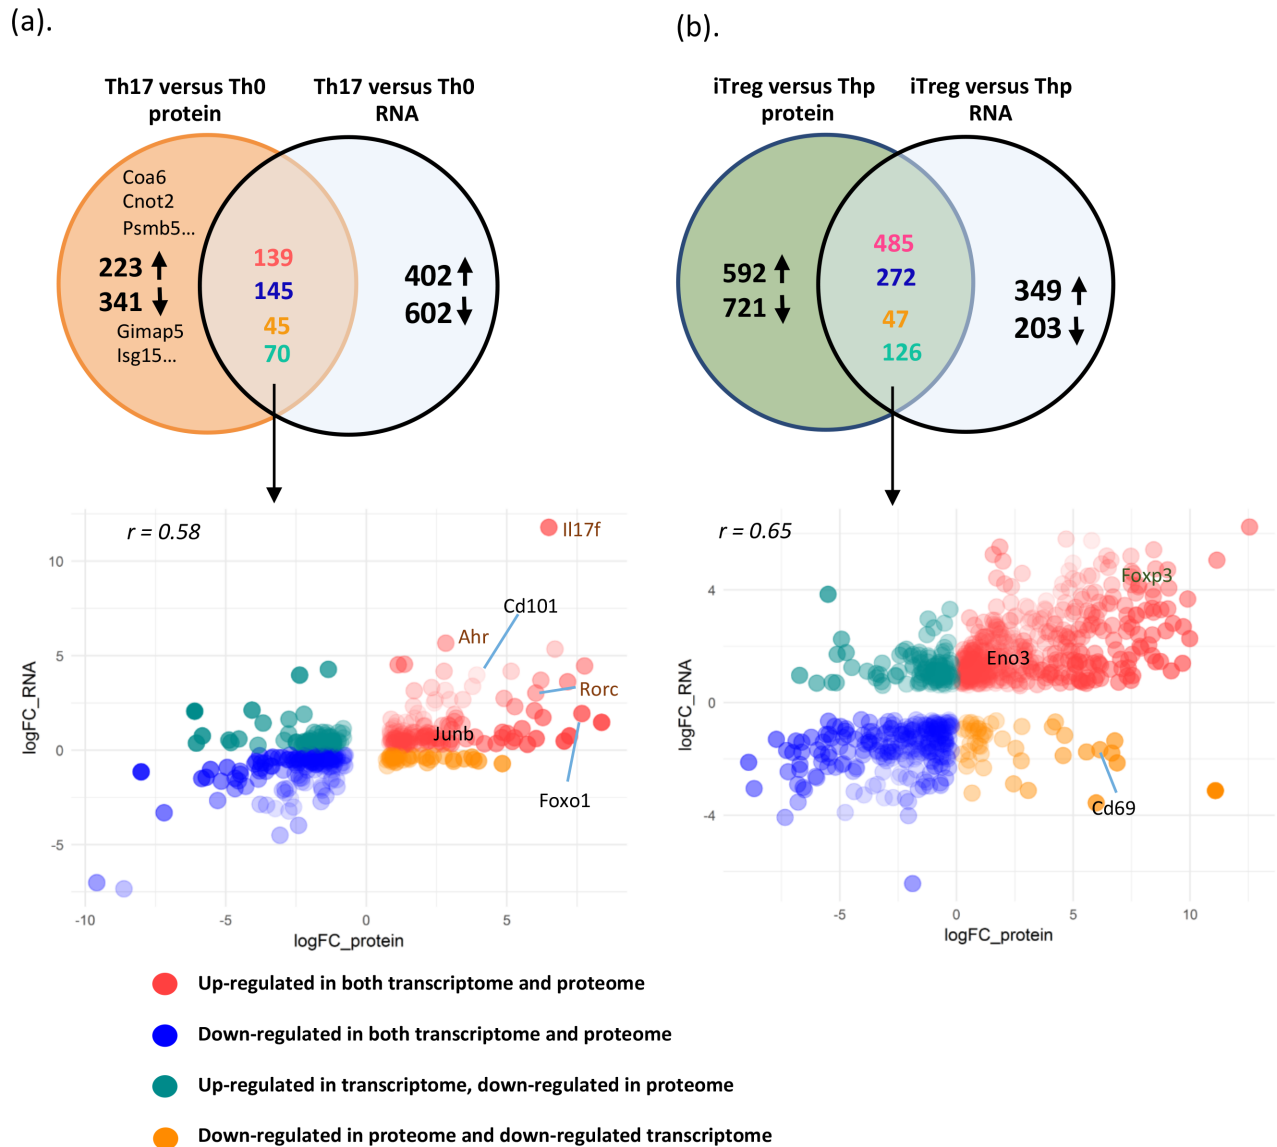 (a).
(b).
Th17 versus Th0
protein
Th17 versus Th0
RNA
iTreg versus Thp
protein
iTreg versus Thp
RNA
Coa6
Cnot2
Psmb5...
223
341
Gimap5
Isg15...
139
145
45
70
402
602
592
721
485
272
47
126
349
203
r = 0.58
Il17f
Cd101
Ahr
Rorc
Junb
Foxo1
10
5
0
-5
-10
-5
0
5
logFC_RNA
logFC_protein
r = 0.65
Foxp3
Eno3
Cd69
4
0
-4
-5
0
5
10
logFC_RNA
logFC_protein
Up-regulated in both transcriptome and proteome
Down-regulated in both transcriptome and proteome
Up-regulated in transcriptome, down-regulated in proteome
Down-regulated in proteome and down-regulated transcriptome